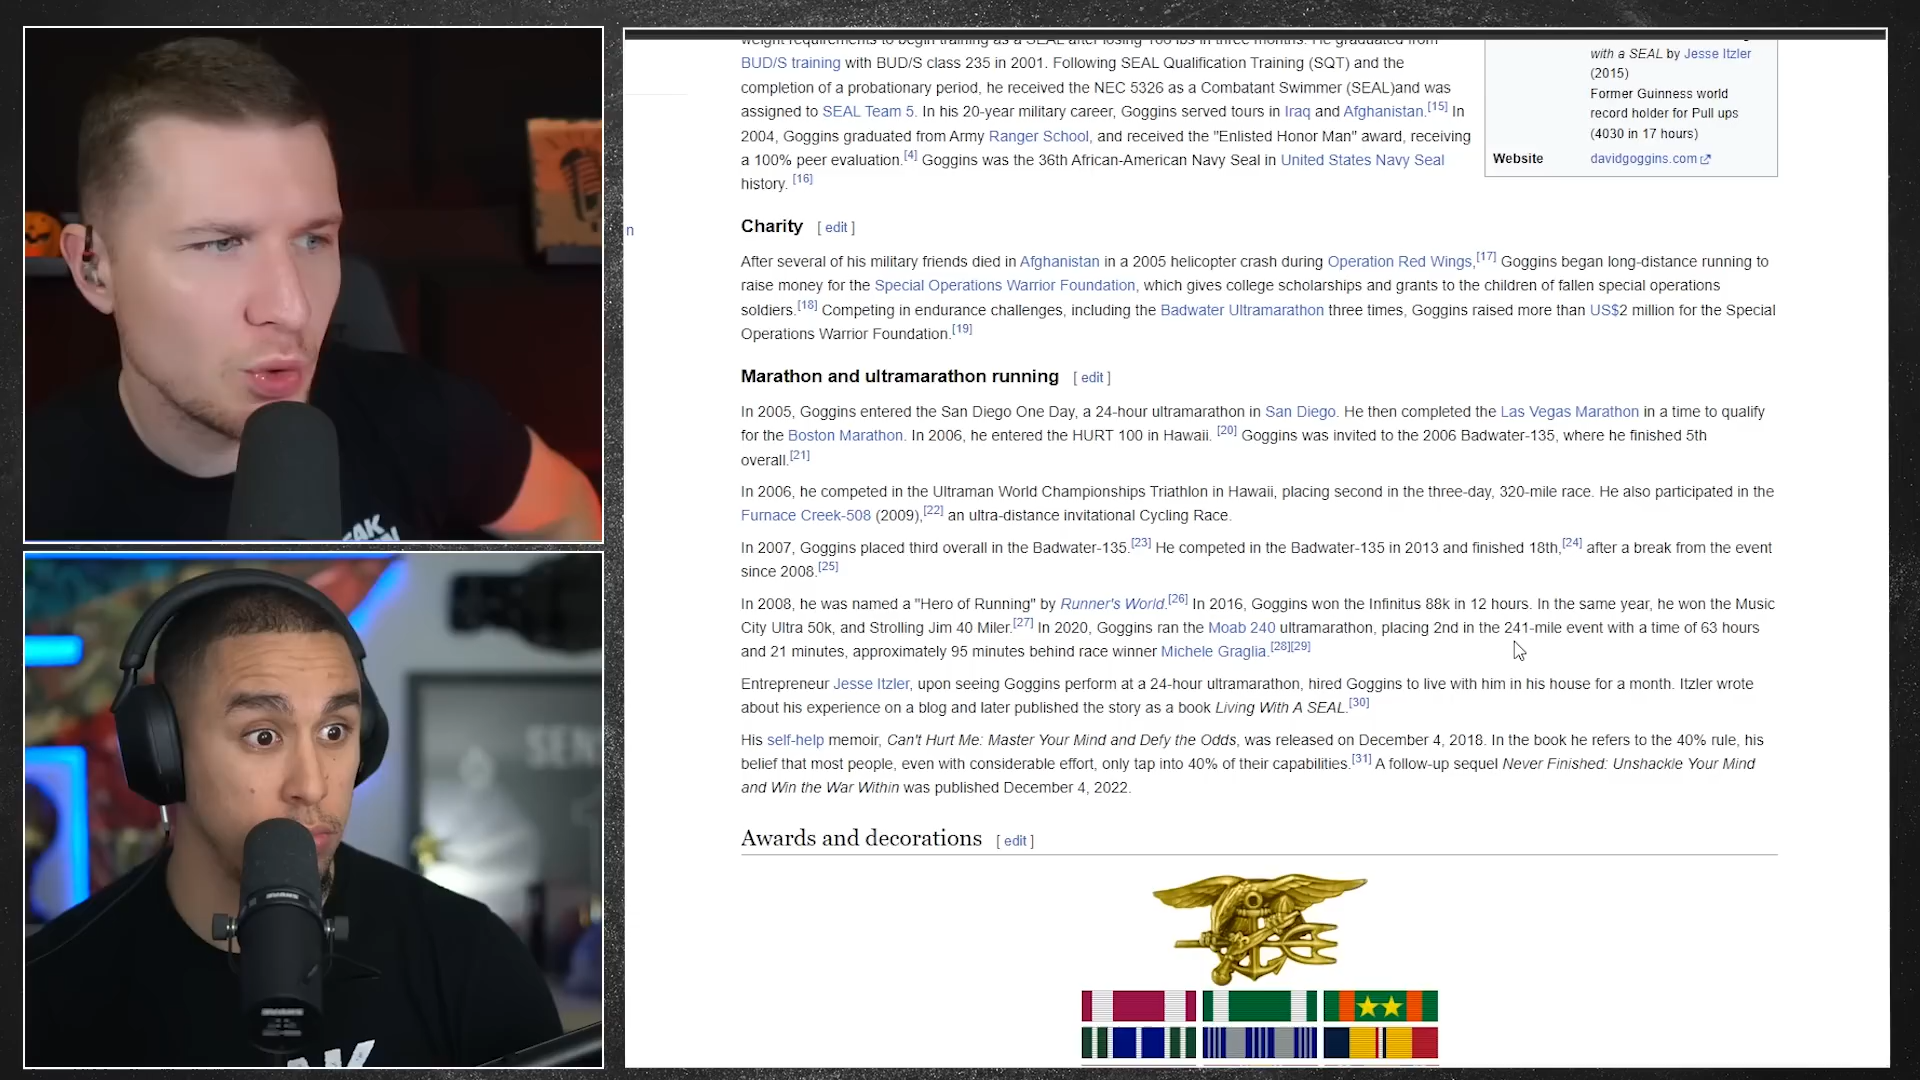 weight requirements to begin training as a SEAL after losing 106 lbs in three months. He graduated from
BUD/S training with BUD/S class 235 in 2001. Following SEAL Qualification Training (SQT) and the
completion of a probationary period, he received the NEC 5326 as a Combatant Swimmer (SEAL)and was
assigned to SEAL Team 5. In his 20-year military career, Goggins served tours in Iraq and Afghanistan.[15] In
2004, Goggins graduated from Army Ranger School, and received the "Enlisted Honor Man" award, receiving
a 100% peer evaluation.[4] Goggins was the 36th African-American Navy Seal in United States Navy Seal
history. [16]
with a SEAL by Jesse Itzler
(2015)
Former Guinness world
record holder for Pull ups
(4030 in 17 hours)
Website davidgoggins.com
n
Charity [ edit ]
After several of his military friends died in Afghanistan in a 2005 helicopter crash during Operation Red Wings,[17] Goggins began long-distance running to
raise money for the Special Operations Warrior Foundation, which gives college scholarships and grants to the children of fallen special operations
soldiers.[18] Competing in endurance challenges, including the Badwater Ultramarathon three times, Goggins raised more than US$2 million for the Special
Operations Warrior Foundation.[19]
Marathon and ultramarathon running [ edit ]
In 2005, Goggins entered the San Diego One Day, a 24-hour ultramarathon in San Diego. He then completed the Las Vegas Marathon in a time to qualify
for the Boston Marathon. In 2006, he entered the HURT 100 in Hawaii. [20] Goggins was invited to the 2006 Badwater-135, where he finished 5th
overall.[21]
In 2006, he competed in the Ultraman World Championships Triathlon in Hawaii, placing second in the three-day, 320-mile race. He also participated in the
Furnace Creek-508 (2009),[22] an ultra-distance invitational Cycling Race.
In 2007, Goggins placed third overall in the Badwater-135.[23] He competed in the Badwater-135 in 2013 and finished 18th,[24] after a break from the event
since 2008.[25]
In 2008, he was named a "Hero of Running" by Runner's World.[26] In 2016, Goggins won the Infinitus 88k in 12 hours. In the same year, he won the Music
City Ultra 50k, and Strolling Jim 40 Miler.[27] In 2020, Goggins ran the Moab 240 ultramarathon, placing 2nd in the 241-mile event with a time of 63 hours
and 21 minutes, approximately 95 minutes behind race winner Michele Graglia.[28][29]
Entrepreneur Jesse Itzler, upon seeing Goggins perform at a 24-hour ultramarathon, hired Goggins to live with him in his house for a month. Itzler wrote
about his experience on a blog and later published the story as a book Living With A SEAL.[30]
His self-help memoir, Can't Hurt Me: Master Your Mind and Defy the Odds, was released on December 4, 2018. In the book he refers to the 40% rule, his
belief that most people, even with considerable effort, only tap into 40% of their capabilities.[31] A follow-up sequel Never Finished: Unshackle Your Mind
and Win the War Within was published December 4, 2022.
Awards and decorations [ edit ]
SEN